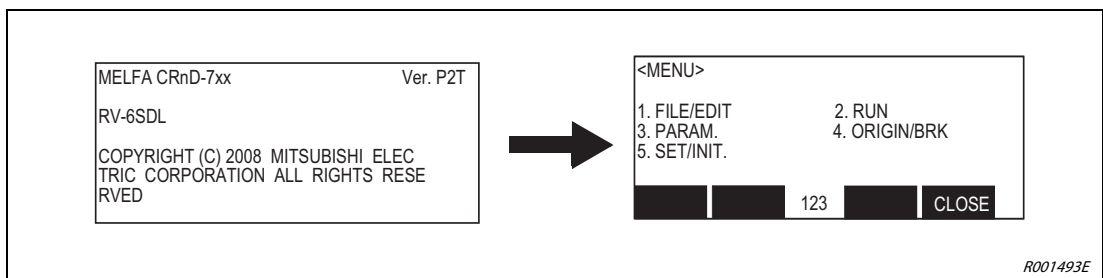 MELFA CRnD-7xx Ver. P2T
RV-6SDL
COPYRIGHT (C) 2008 MITSUBISHI ELEC
TRIC CORPORATION ALL RIGHTS RESE
RVED
<MENU>
1. FILE/EDIT 2. RUN
3. PARAM. 4. ORIGIN/BRK
5. SET/INIT.
123 CLOSE
R001493E